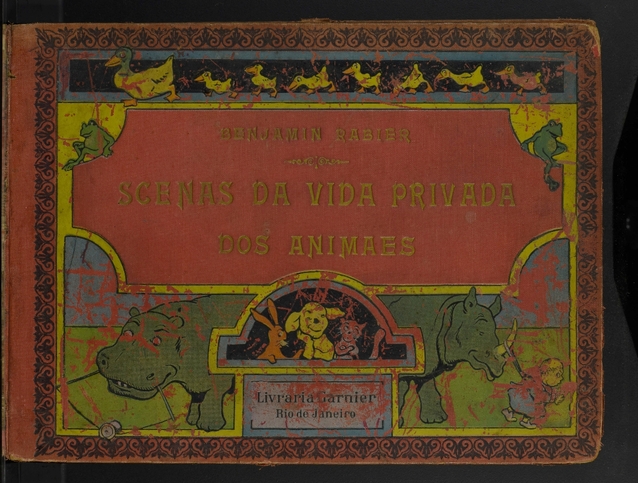 BENJAMIN RABIER
SCENAS DA VIDA PRIVADA
DOS ANIMAES
Livraria Garnier
Rio de Janeiro